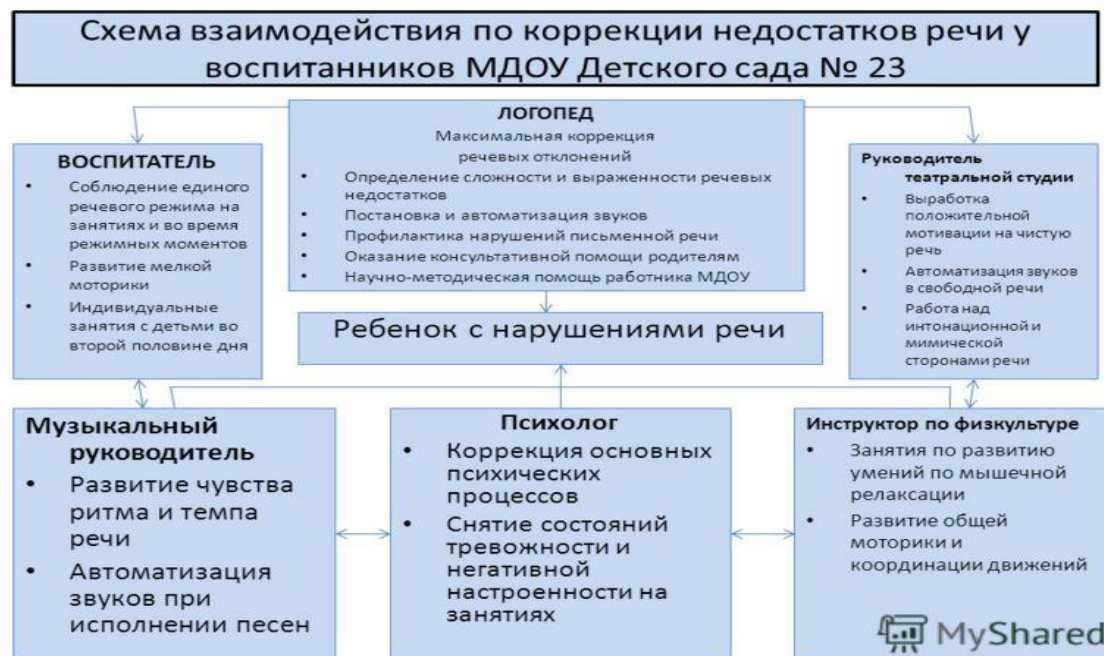 Схема взаимодействия по коррекции недостатков речи у
воспитанников МДОУ Детского сада № 23
ЛОГОПЕД
Максимальная коррекция
речевых отклонений
• Определение сложности и выраженности речевых
недостатков
• Постановка и автоматизация звуков
• Профилактика нарушений письменной речи
• Оказание консультативной помощи родителям
• Научно-методическая помощь работника МДОУ
ВОСПИТАТЕЛЬ
• Соблюдение единого
речевого режима на
занятиях и во время
режимных моментов
• Развитие мелкой
моторики
• Индивидуальные
занятия с детьми во
второй половине дня
Руководитель
театральной студии
• Выработка
положительной
мотивации на чистую
речь
• Автоматизация звуков
в свободной речи
• Работа над
интонационной и
мимической
сторонами речи
Ребенок с нарушениями речи
Музыкальный
руководитель
• Развитие чувства
ритма и темпа
речи
• Автоматизация
звуков при
исполнении песен
Психолог
• Коррекция основных
психических
процессов
• Снятие состояний
тревожности и
негативной
настроенности на
занятиях
Инструктор по физкультуре
• Занятия по развитию
умений по мышечной
релаксации
• Развитие общей
моторики и
координации движений
MyShared